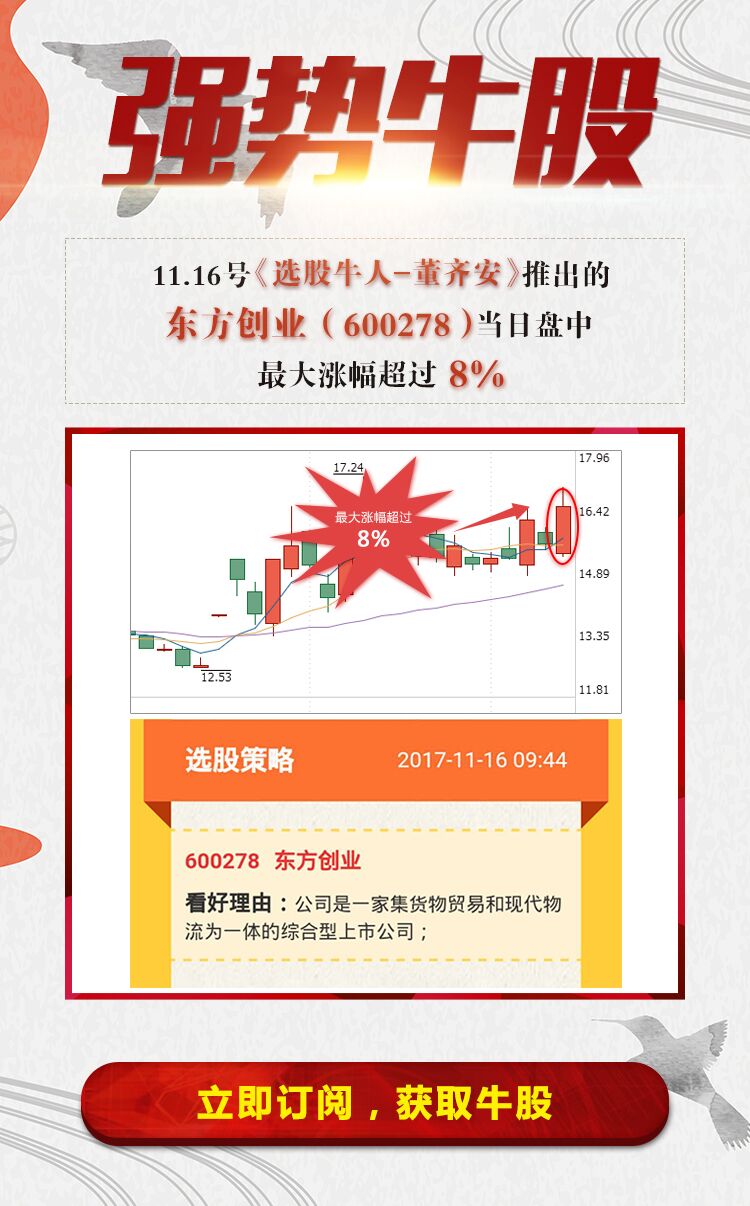 强势牛股
11.16号《选股牛人-董齐安》推出的
东方创业（600278）当日盘中
最大涨幅超过 8%
17.96
17.24
16.42
最大涨幅超过
8%
14.89
13.35
12.53
11.81
选股策略 2017-11-16 09:44
600278 东方创业
看好理由：公司是一家集货物贸易和现代物
流为一体的综合型上市公司；
立即订阅，获取牛股